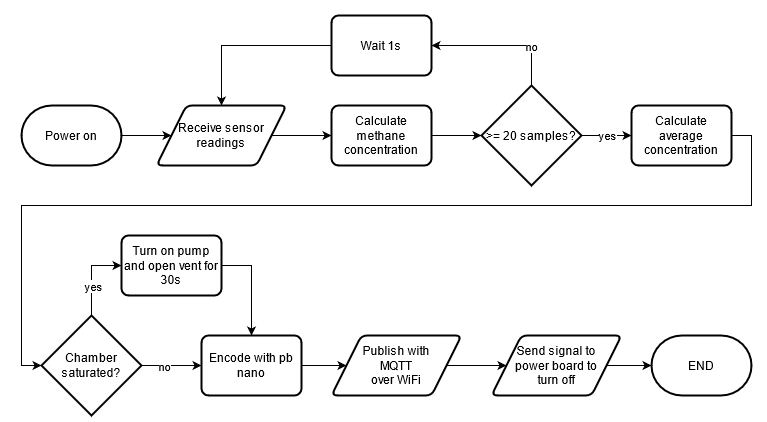 Wait 1s
no
Power on
Receive sensor
readings
Calculate
methane
concentration
>= 20 samples?
yes
Calculate
average
concentration
Turn on pump
and open vent for
30s
yes
Chamber
saturated?
no
Encode with pb
nano
Publish with
MQTT
over WiFi
Send signal to
power board to
turn off
END